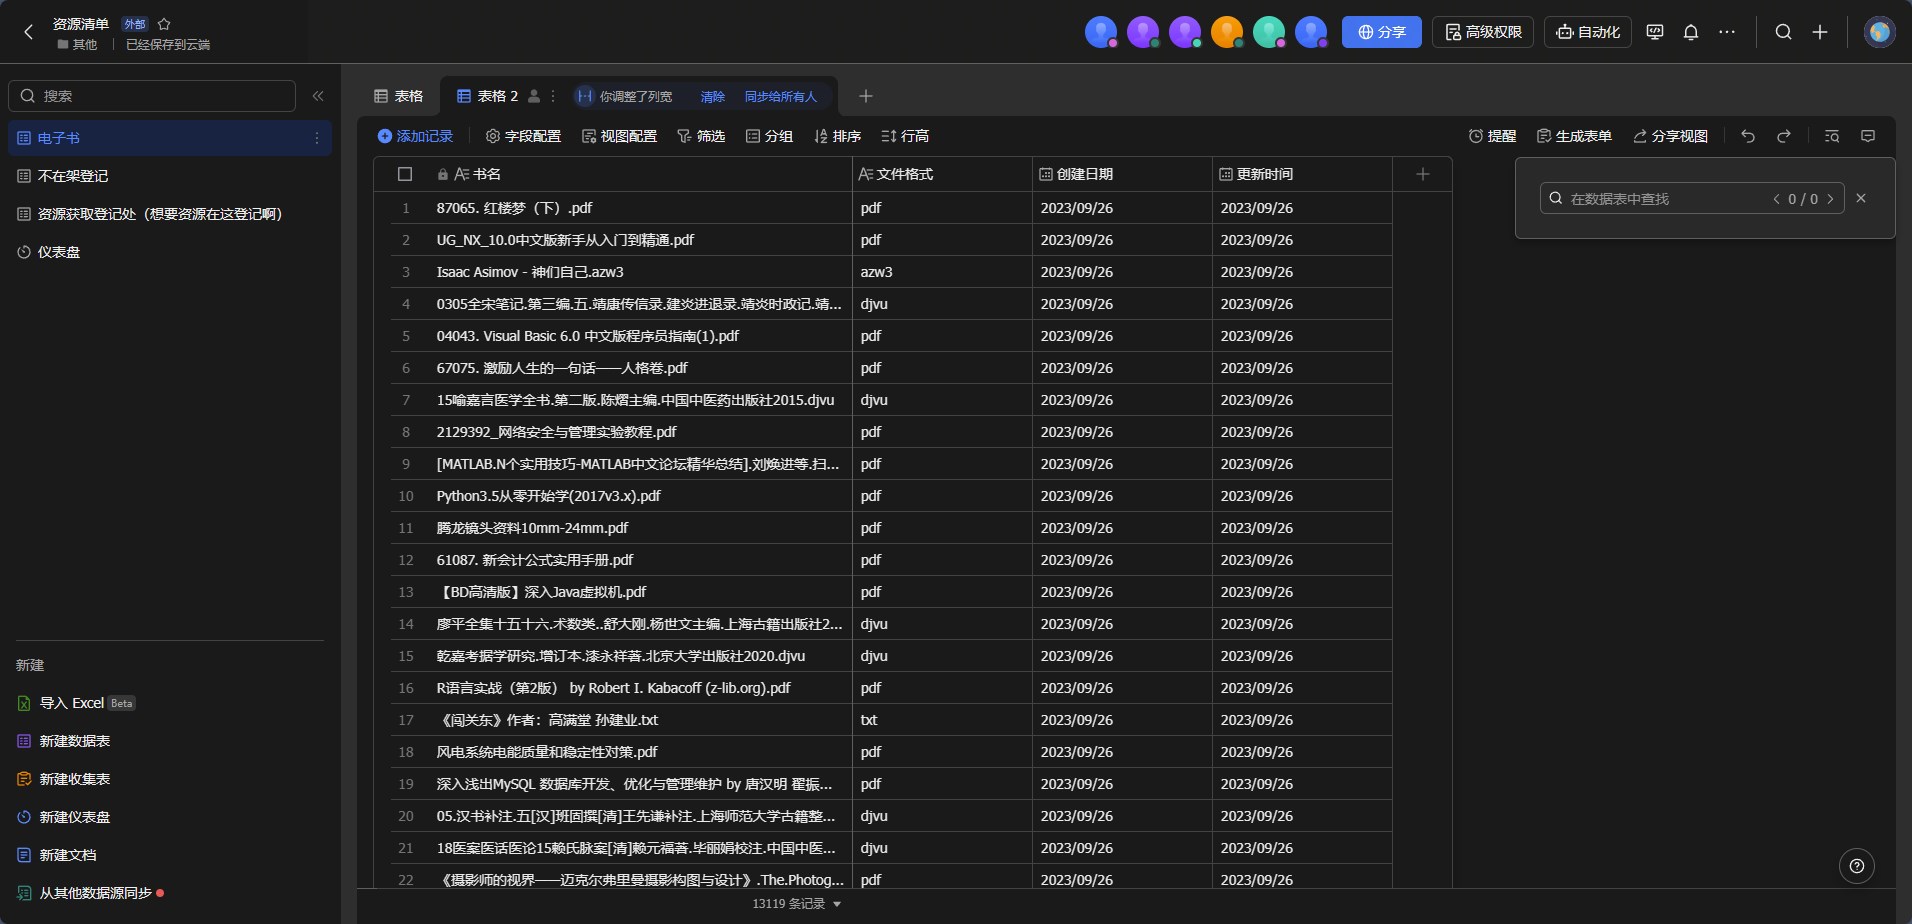 资源清单 外部
其他 已经保存到云端
分享 高级权限 自动化
搜索
电子书
不在架登记
资源获取登记处（想要资源在这登记啊）
仪表盘
新建
导入 Excel Beta
新建数据表
新建收集表
新建仪表盘
新建文档
从其他数据源同步
表格 表格 2 你调整了列宽 清除 同步给所有人
添加记录 字段配置 视图配置 筛选 分组 排序 行高 提醒 生成表单 分享视图
书名 文件格式 创建日期 更新时间
在数据表中查找 0 / 0
1 87065. 红楼梦（下）.pdf pdf 2023/09/26 2023/09/26
2 UG_NX_10.0中文版新手从入门到精通.pdf pdf 2023/09/26 2023/09/26
3 Isaac Asimov - 神们自己.azw3 azw3 2023/09/26 2023/09/26
4 0305全宋笔记.第三编.五.靖康传信录.建炎进退录.靖炎时政记.靖... djvu 2023/09/26 2023/09/26
5 04043. Visual Basic 6.0 中文版程序员指南(1).pdf pdf 2023/09/26 2023/09/26
6 67075. 激励人生的一句话——人格卷.pdf pdf 2023/09/26 2023/09/26
7 15喻嘉言医学全书.第二版.陈熠主编.中国中医药出版社2015.djvu djvu 2023/09/26 2023/09/26
8 2129392_网络安全与管理实验教程.pdf pdf 2023/09/26 2023/09/26
9 [MATLAB.N个实用技巧-MATLAB中文论坛精华总结].刘焕进等.扫... pdf 2023/09/26 2023/09/26
10 Python3.5从零开始学(2017v3.x).pdf pdf 2023/09/26 2023/09/26
11 腾龙镜头资料10mm-24mm.pdf pdf 2023/09/26 2023/09/26
12 61087. 新会计公式实用手册.pdf pdf 2023/09/26 2023/09/26
13 【BD高清版】深入Java虚拟机.pdf pdf 2023/09/26 2023/09/26
14 廖平全集十五十六.术数类..舒大刚.杨世文主编.上海古籍出版社2... djvu 2023/09/26 2023/09/26
15 乾嘉考据学研究.增订本.漆永祥著.北京大学出版社2020.djvu djvu 2023/09/26 2023/09/26
16 R语言实战（第2版） by Robert I. Kabacoff (z-lib.org).pdf pdf 2023/09/26 2023/09/26
17 《闯关东》作者：高满堂 孙建业.txt txt 2023/09/26 2023/09/26
18 风电系统电能质量和稳定性对策.pdf pdf 2023/09/26 2023/09/26
19 深入浅出MySQL 数据库开发、优化与管理维护 by 唐汉明 翟振... pdf 2023/09/26 2023/09/26
20 05.汉书补注.五[汉]班固撰[清]王先谦补注.上海师范大学古籍整... djvu 2023/09/26 2023/09/26
21 18医案医话医论15赖氏脉案[清]赖元福著.毕丽娟校注.中国中医... djvu 2023/09/26 2023/09/26
22 《摄影师的视界——迈克尔弗里曼摄影构图与设计》.The.Photog... pdf 2023/09/26 2023/09/26
13119 条记录